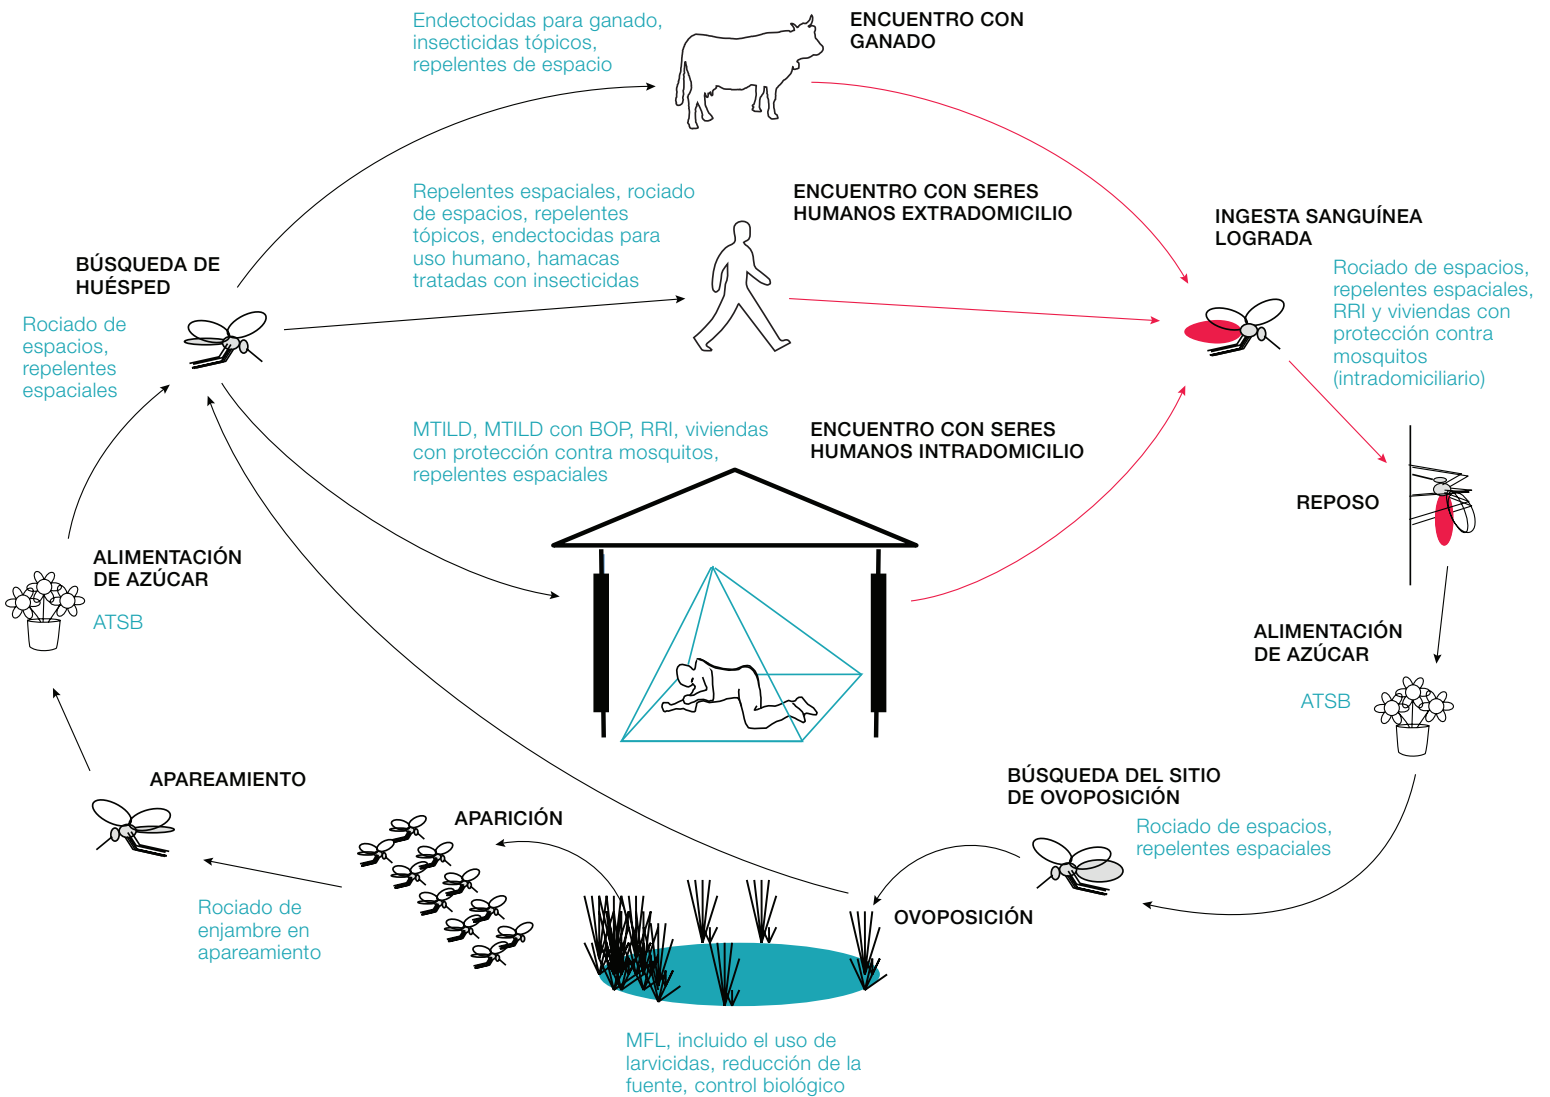 Endectocidas para ganado,
insecticidas tópicos,
repelentes de espacio
ENCUENTRO CON
GANADO
Repelentes espaciales, rociado
de espacios, repelentes
tópicos, endectocidas para
uso humano, hamacas
tratadas con insecticidas
ENCUENTRO CON SERES
HUMANOS EXTRADOMICILIO
INGESTA SANGUÍNEA
LOGRADA
Rociado de espacios,
repelentes espaciales,
RRI y viviendas con
protección contra
mosquitos
(intradomiciliario)
BÚSQUEDA DE
HUÉSPED
Rociado de
espacios,
repelentes
espaciales
MTILD, MTILD con BOP, RRI, viviendas
con protección contra mosquitos,
repelentes espaciales
ENCUENTRO CON SERES
HUMANOS INTRADOMICILIO
REPOSO
ALIMENTACIÓN
DE AZÚCAR
ATSB
ALIMENTACIÓN
DE AZÚCAR
ATSB
APAREAMIENTO
APARICIÓN
BÚSQUEDA DEL SITIO
DE OVOPOSICIÓN
Rociado de espacios,
repelentes espaciales
OVOPOSICIÓN
Rociado de
enjambre en
apareamiento
MFL, incluido el uso de
larvicidas, reducción de la
fuente, control biológico